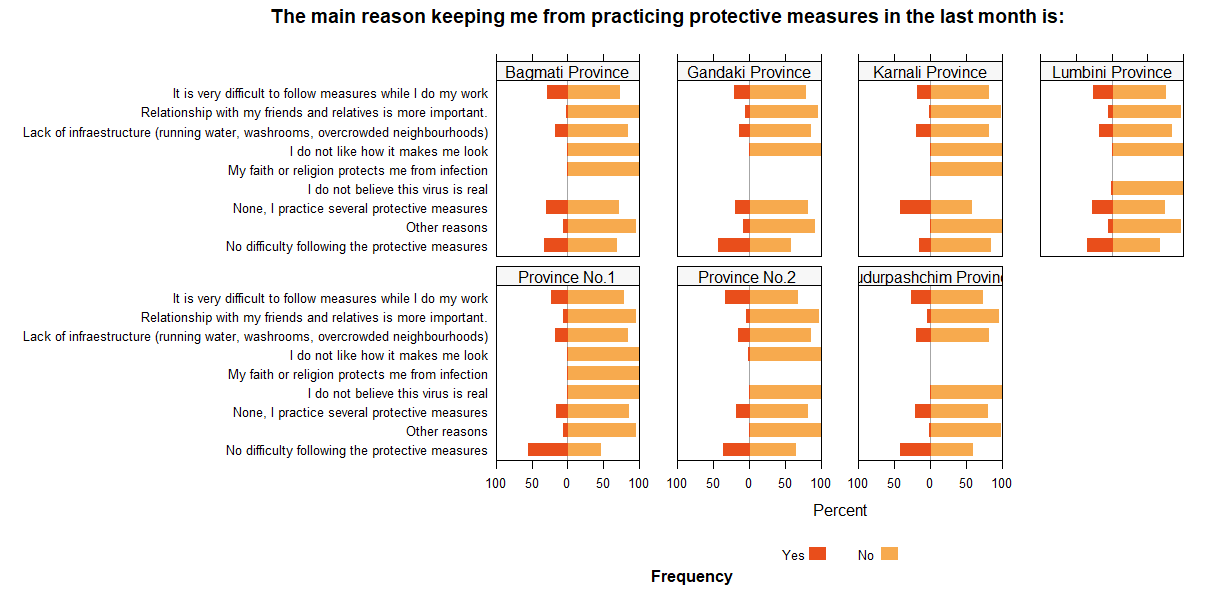 The main reason keeping me from practicing protective measures in the last month is:
Bagmati Province
Gandaki Province
Karnali Province
Lumbini Province
It is very difficult to follow measures while I do my work
Relationship with my friends and relatives is more important.
Lack of infraestructure (running water, washrooms, overcrowded neighbourhoods)
I do not like how it makes me look
My faith or religion protects me from infection
I do not believe this virus is real
None, I practice several protective measures
Other reasons
No difficulty following the protective measures
Province No.1
Province No.2
udurpashchim Provinc
It is very difficult to follow measures while I do my work
Relationship with my friends and relatives is more important.
Lack of infraestructure (running water, washrooms, overcrowded neighbourhoods)
I do not like how it makes me look
My faith or religion protects me from infection
I do not believe this virus is real
None, I practice several protective measures
Other reasons
No difficulty following the protective measures
100 50 0 50 100
100 50 0 50 100
100 50 0 50 100
Percent
Yes
No
Frequency